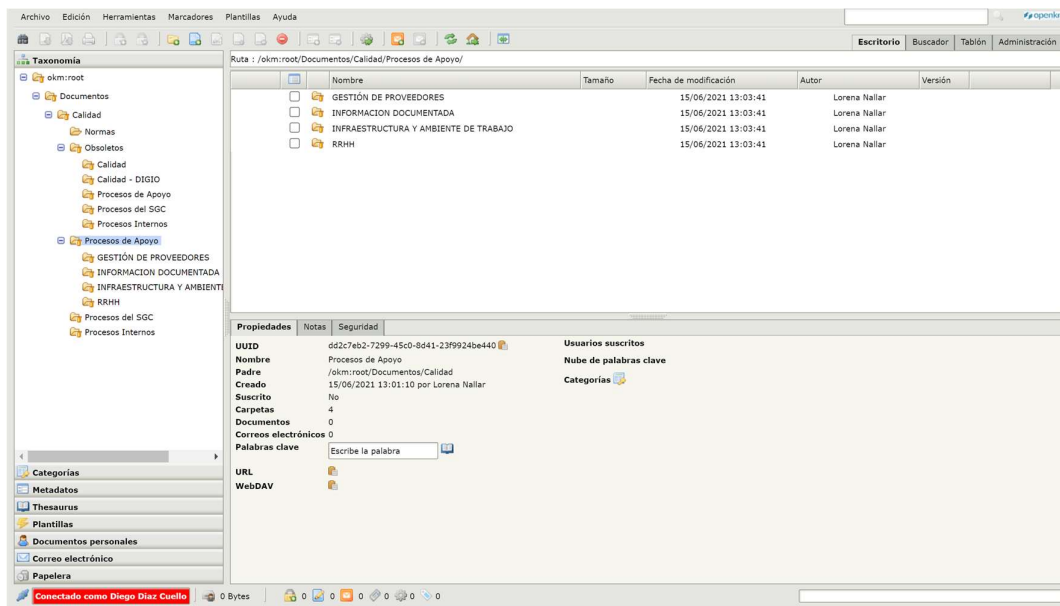 Archivo Edición Herramientas Marcadores Plantillas Ayuda
Escritorio Buscador Tablón Administración
Taxonomía
okm:root
Documentos
Calidad
Normas
Obsoletos
Calidad
Calidad - DIGIO
Procesos de Apoyo
Procesos del SGC
Procesos Internos
Procesos de Apoyo
GESTIÓN DE PROVEEDORES
INFORMACION DOCUMENTADA
INFRAESTRUCTURA Y AMBIENT
RRHH
Procesos del SGC
Procesos Internos
Categorías
Metadatos
Thesaurus
Plantillas
Documentos personales
Correo electrónico
Papelera
Ruta : /okm:root/Documentos/Calidad/Procesos de Apoyo/
Nombre Tamaño Fecha de modificación Autor Versión
GESTIÓN DE PROVEEDORES 15/06/2021 13:03:41 Lorena Nallar
INFORMACION DOCUMENTADA 15/06/2021 13:03:41 Lorena Nallar
INFRAESTRUCTURA Y AMBIENTE DE TRABAJO 15/06/2021 13:03:41 Lorena Nallar
RRHH 15/06/2021 13:03:41 Lorena Nallar
Propiedades Notas Seguridad
UUID dd2c7eb2-7299-45c0-8d41-23f9924be440
Nombre Procesos de Apoyo
Padre /okm:root/Documentos/Calidad
Creado 15/06/2021 13:01:10 por Lorena Nallar
Suscrito No
Carpetas 4
Documentos 0
Correos electrónicos 0
Palabras clave Escribe la palabra
URL
WebDAV
Usuarios suscritos
Nube de palabras clave
Categorías
Conectado como Diego Diaz Cuello 0 Bytes 0 0 0 0 0 0